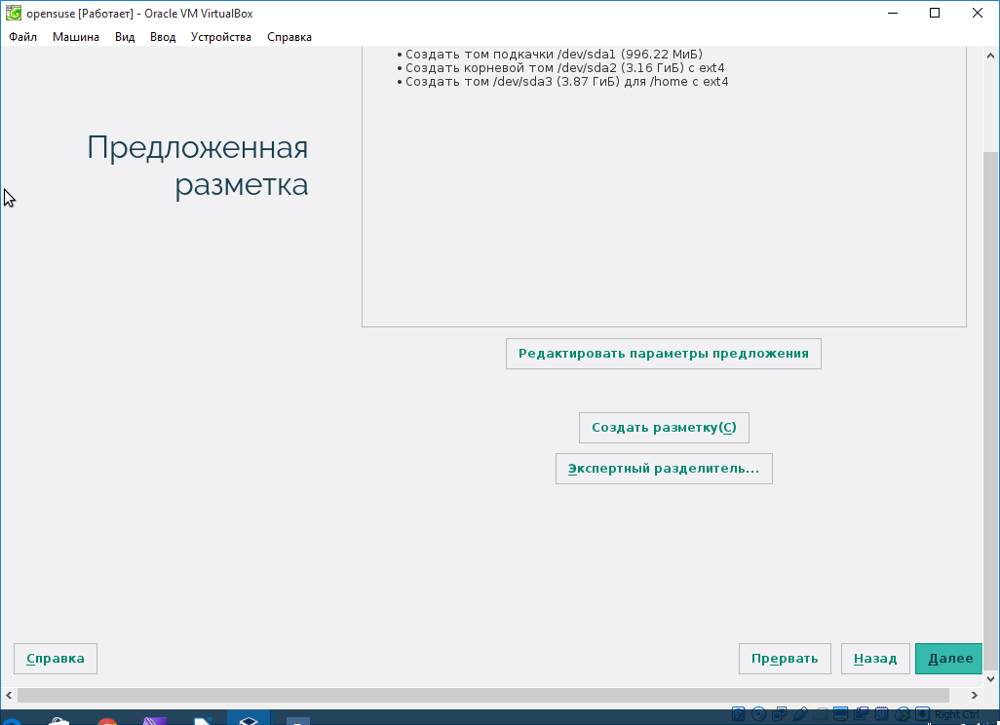 opensuse [Работает] - Oracle VM VirtualBox
Файл Машина Вид Ввод Устройства Справка
• Создать том подкачки /dev/sda1 (996.22 МиБ)
• Создать корневой том /dev/sda2 (3.16 ГиБ) с ext4
• Создать том /dev/sda3 (3.87 ГиБ) для /home с ext4
Предложенная
разметка
Редактировать параметры предложения
Создать разметку(С)
Экспертный разделитель...
Справка Прервать Назад Далее
Right Ctrl